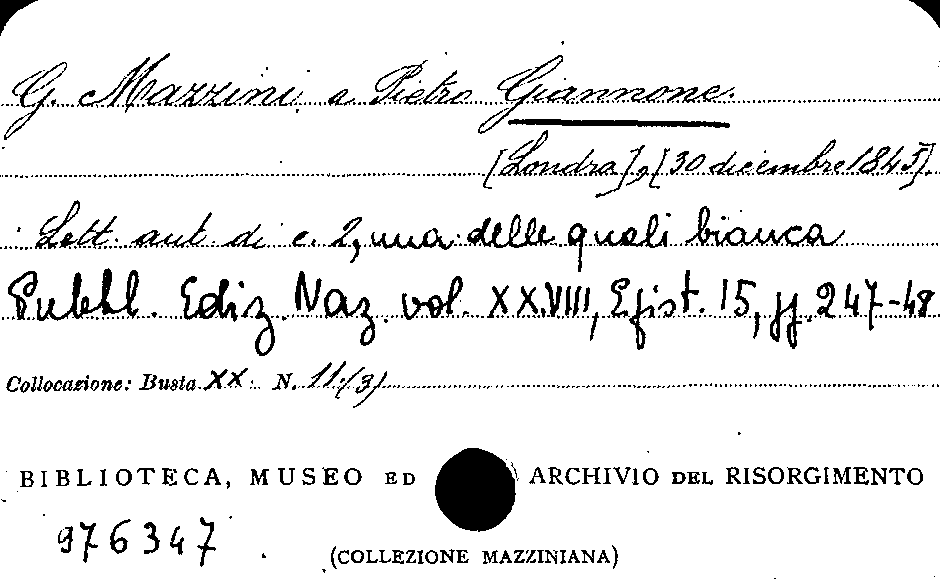 G. Mazzini a Pietro Giannone.
[Londra], [30 dicembre 1845].
Lett. aut. di c. 2, una delle quali bianca
Pubbl. Ediz. Naz. vol. XXVIII, Epist. 15, pp. 247-48
Collocazione: Busta XX N. 11 (3)
BIBLIOTECA, MUSEO ED ARCHIVIO DEL RISORGIMENTO
976347
(COLLEZIONE MAZZINIANA)